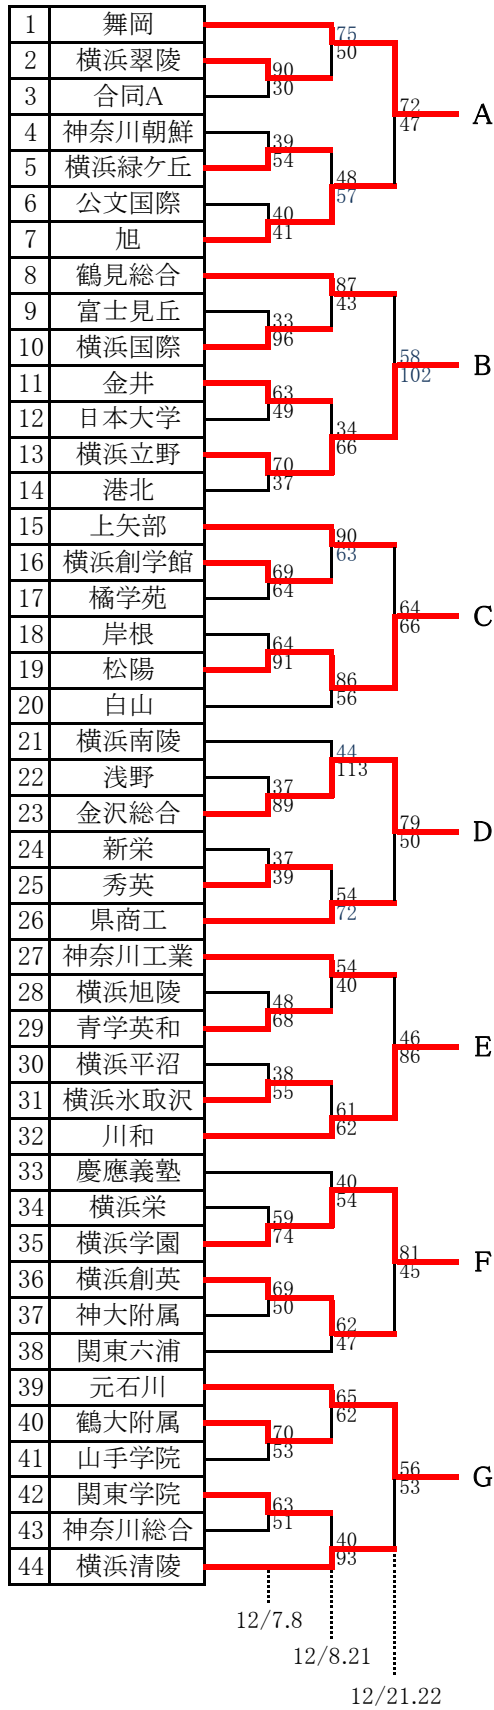 1 舞岡
75
50
2 横浜翠陵
90
30
3 合同A
72
47
A
4 神奈川朝鮮
39
54
5 横浜緑ケ丘
48
57
6 公文国際
40
41
7 旭
8 鶴見総合
87
43
9 富士見丘
33
96
10 横浜国際
58
102
B
11 金井
63
49
12 日本大学
34
66
13 横浜立野
70
37
14 港北
15 上矢部
90
63
16 横浜創学館
69
64
17 橘学苑
64
66
C
18 岸根
64
91
19 松陽
86
56
20 白山
21 横浜南陵
44
113
22 浅野
37
89
23 金沢総合
79
50
D
24 新栄
37
39
25 秀英
54
72
26 県商工
27 神奈川工業
54
40
28 横浜旭陵
48
68
29 青学英和
46
86
E
30 横浜平沼
38
55
31 横浜氷取沢
61
62
32 川和
33 慶應義塾
40
54
34 横浜栄
59
74
35 横浜学園
81
45
F
36 横浜創英
69
50
37 神大附属
62
47
38 関東六浦
39 元石川
65
62
40 鶴大附属
70
53
41 山手学院
56
53
G
42 関東学院
63
51
43 神奈川総合
40
93
44 横浜清陵
12/7.8
12/8.21
12/21.22